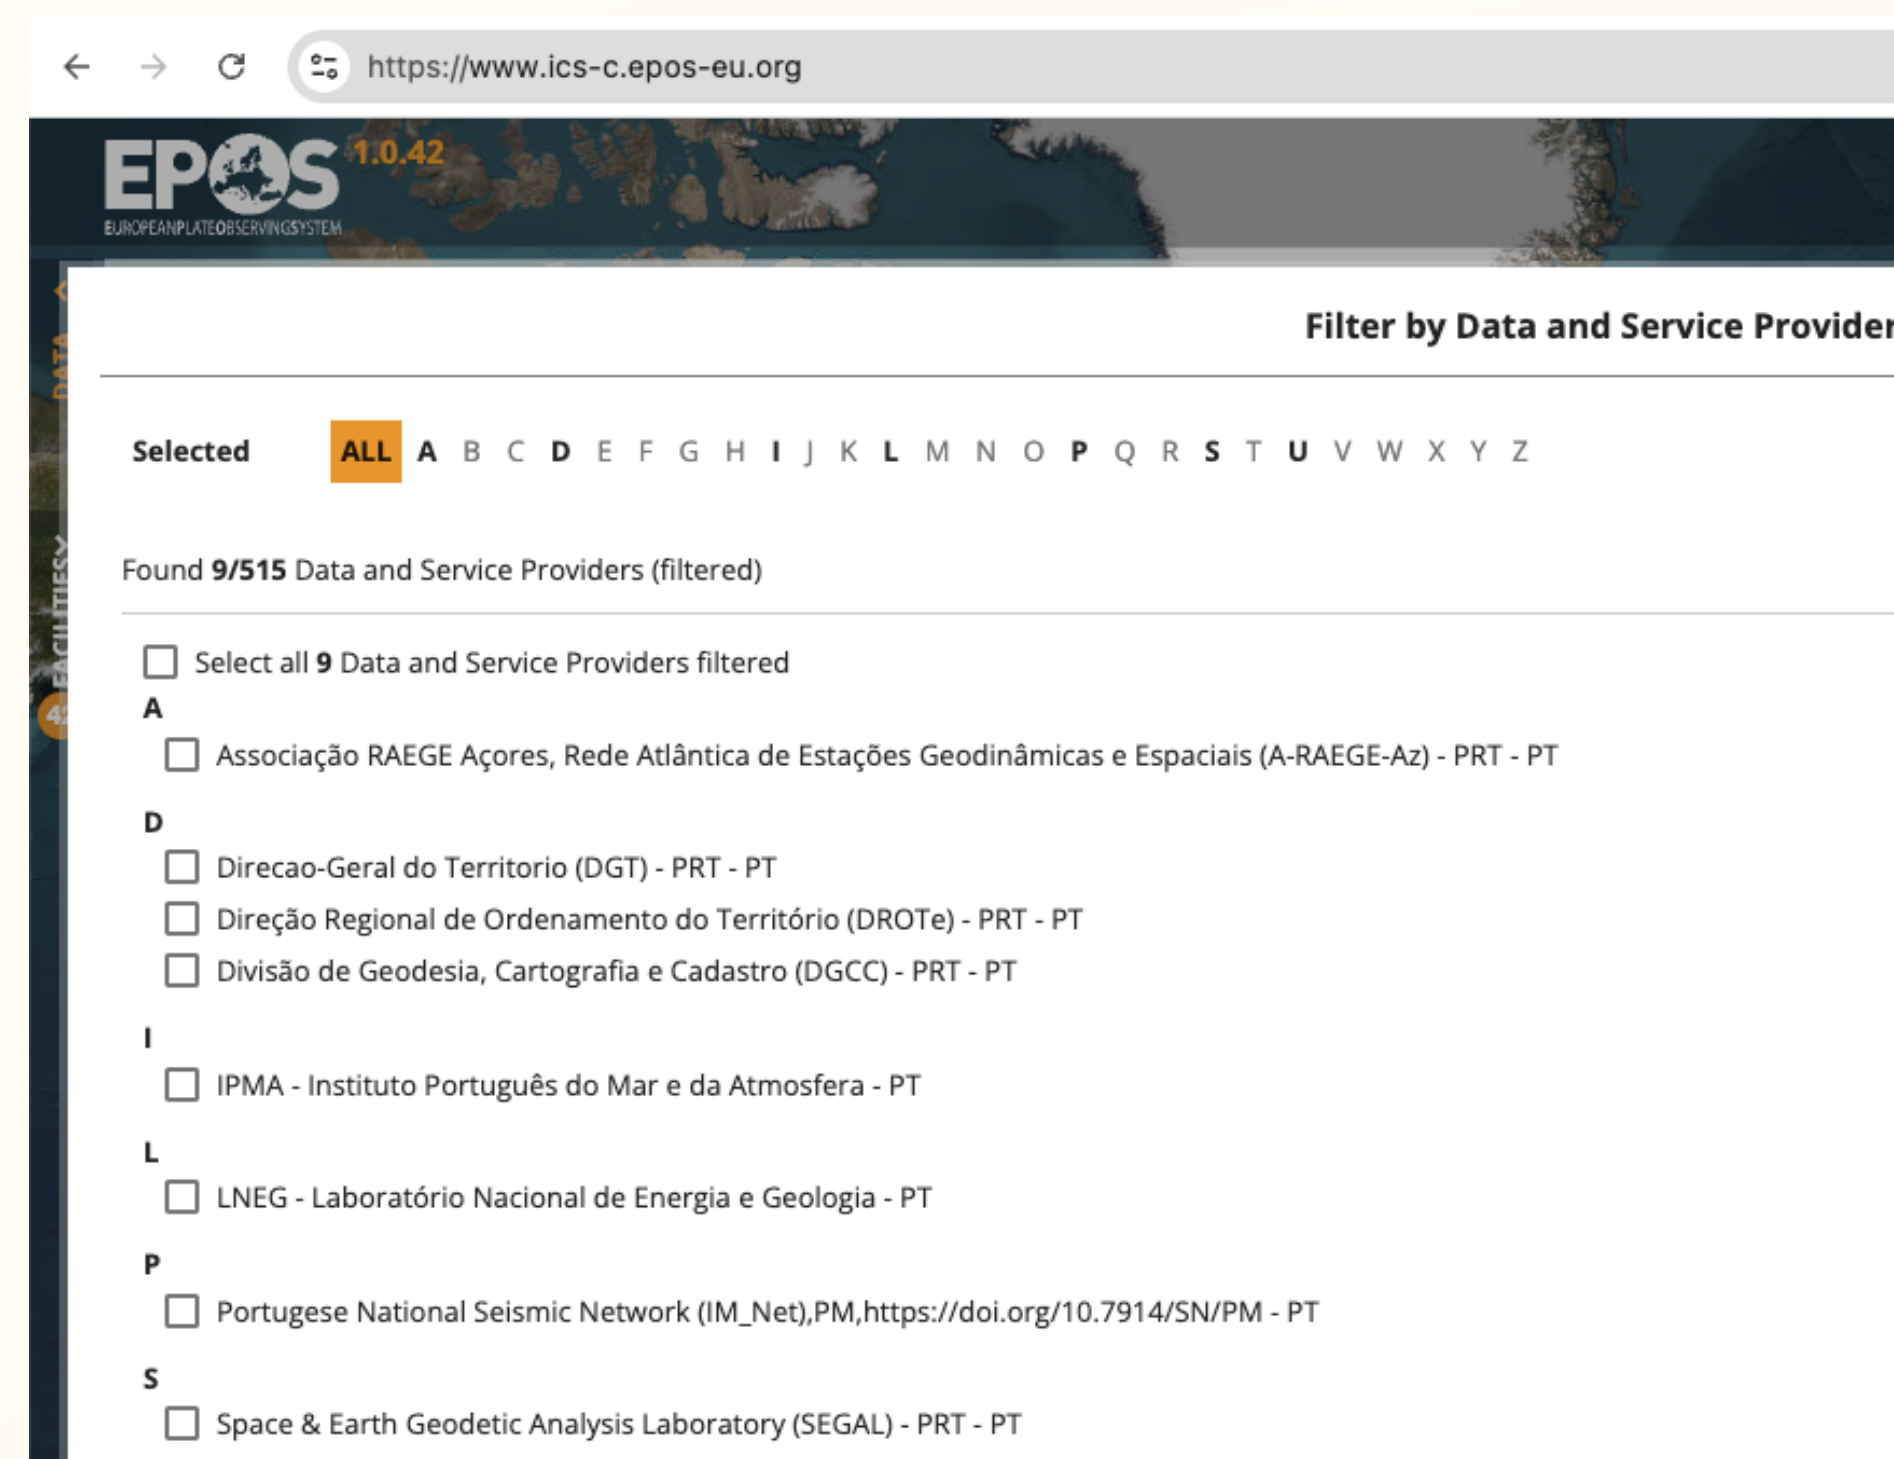 https://www.ics-c.epos-eu.org
EPOS 1.0.42
EUROPEANPLATEOBSERVINGSYSTEM
DATA
FACILITIES
Filter by Data and Service Provider
Selected ALL A B C D E F G H I J K L M N O P Q R S T U V W X Y Z
Found 9/515 Data and Service Providers (filtered)
Select all 9 Data and Service Providers filtered
A
Associação RAEGE Açores, Rede Atlântica de Estações Geodinâmicas e Espaciais (A-RAEGE-Az) - PRT - PT
D
Direcao-Geral do Territorio (DGT) - PRT - PT
Direção Regional de Ordenamento do Território (DROTe) - PRT - PT
Divisão de Geodesia, Cartografia e Cadastro (DGCC) - PRT - PT
I
IPMA - Instituto Português do Mar e da Atmosfera - PT
L
LNEG - Laboratório Nacional de Energia e Geologia - PT
P
Portugese National Seismic Network (IM_Net),PM,https://doi.org/10.7914/SN/PM - PT
S
Space & Earth Geodetic Analysis Laboratory (SEGAL) - PRT - PT